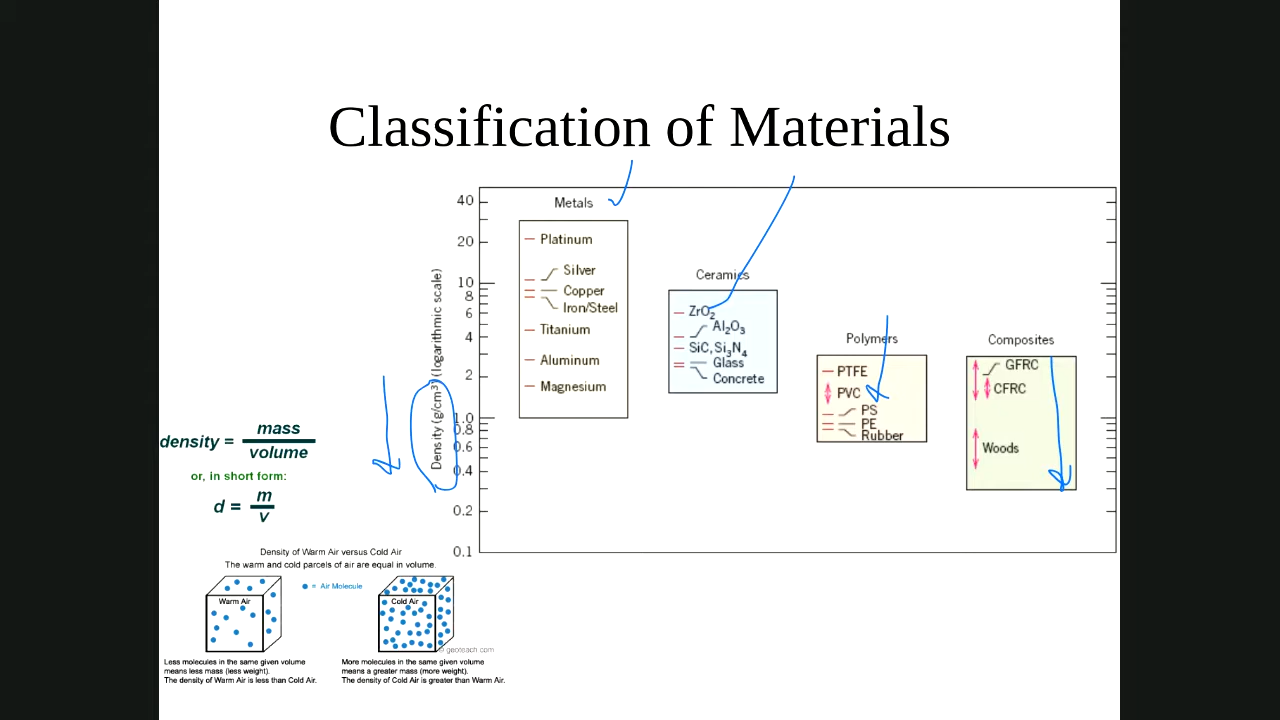 Classification of Materials
Density (g/cm³) (logarithmic scale)
40
20
10
8
6
4
2
1.0
0.8
0.6
0.4
0.2
0.1
Metals
Platinum
Silver
Copper
Iron/Steel
Titanium
Aluminum
Magnesium
Ceramics
ZrO₂
Al₂O₃
SiC, Si₃N₄
Glass
Concrete
Polymers
PTFE
PVC
PS
PE
Rubber
Composites
GFRC
CFRC
Woods
density = mass
volume
or, in short form:
d = m
v
Density of Warm Air versus Cold Air
The warm and cold parcels of air are equal in volume.
= Air Molecule
Warm Air
Cold Air
© geoteach.com
Less molecules in the same given volume
means less mass (less weight).
The density of Warm Air is less than Cold Air.
More molecules in the same given volume
means a greater mass (more weight).
The density of Cold Air is greater than Warm Air.